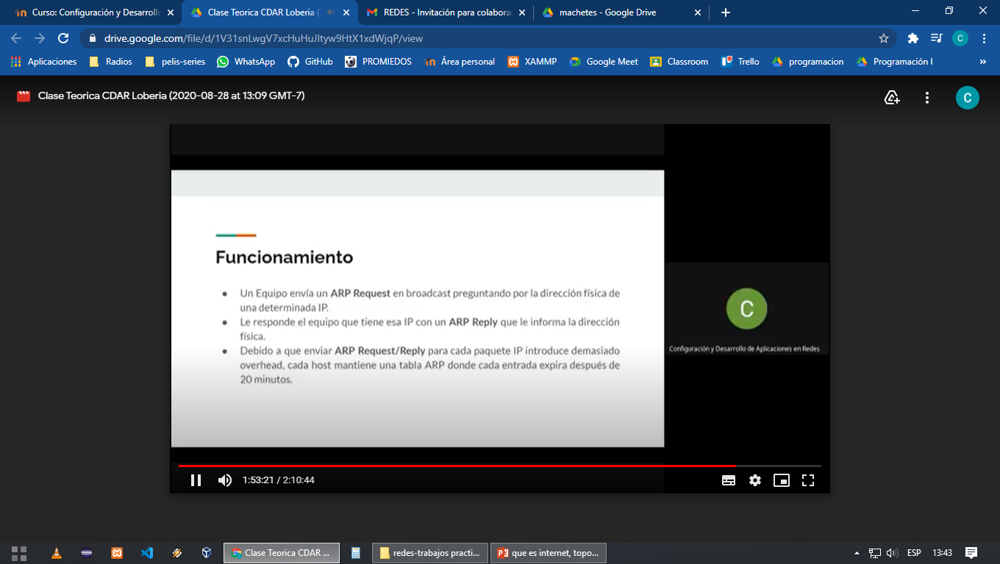 Curso: Configuración y Desarroll
Clase Teorica CDAR Loberia (
REDES - Invitación para colabora
machetes - Google Drive
drive.google.com/file/d/1V31snLwgV7xcHuHuJltyw9HtX1xdWjqP/view
C
Aplicaciones
Radios
pelis-series
WhatsApp
GitHub
PROMIEDOS
Área personal
XAMMP
Google Meet
Classroom
Trello
programacion
Programación I
»
Clase Teorica CDAR Loberia (2020-08-28 at 13:09 GMT-7)
C
Funcionamiento
● Un Equipo envía un ARP Request en broadcast preguntando por la dirección física de
una determinada IP.
● Le responde el equipo que tiene esa IP con un ARP Reply que le informa la dirección
física.
● Debido a que enviar ARP Request/Reply para cada paquete IP introduce demasiado
overhead, cada host mantiene una tabla ARP donde cada entrada expira después de
20 minutos.
C
Configuración y Desarrollo de Aplicaciones en Redes
1:53:21 / 2:10:44
Clase Teorica CDAR ...
redes-trabajos practi...
que es internet, topo...
ESP
13:43